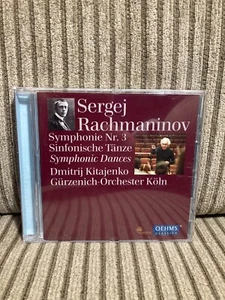 Sergej
Rachmaninov
Symphonie Nr. 3
Sinfonische Tänze
Symphonic Dances
Dmitrij Kitajenko
Gürzenich-Orchester Köln
OEHMS
CLASSICS